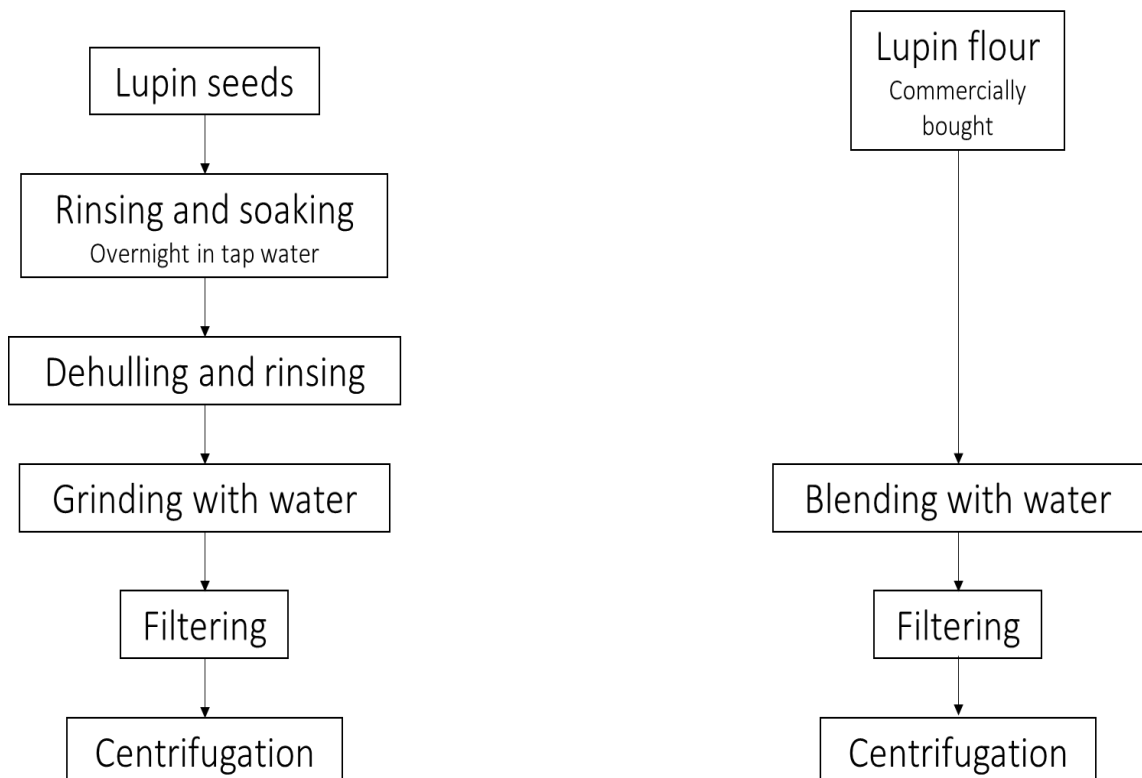 Lupin seeds
Rinsing and soaking
Overnight in tap water
Dehulling and rinsing
Grinding with water
Filtering
Centrifugation
Lupin flour
Commercially
bought
Blending with water
Filtering
Centrifugation